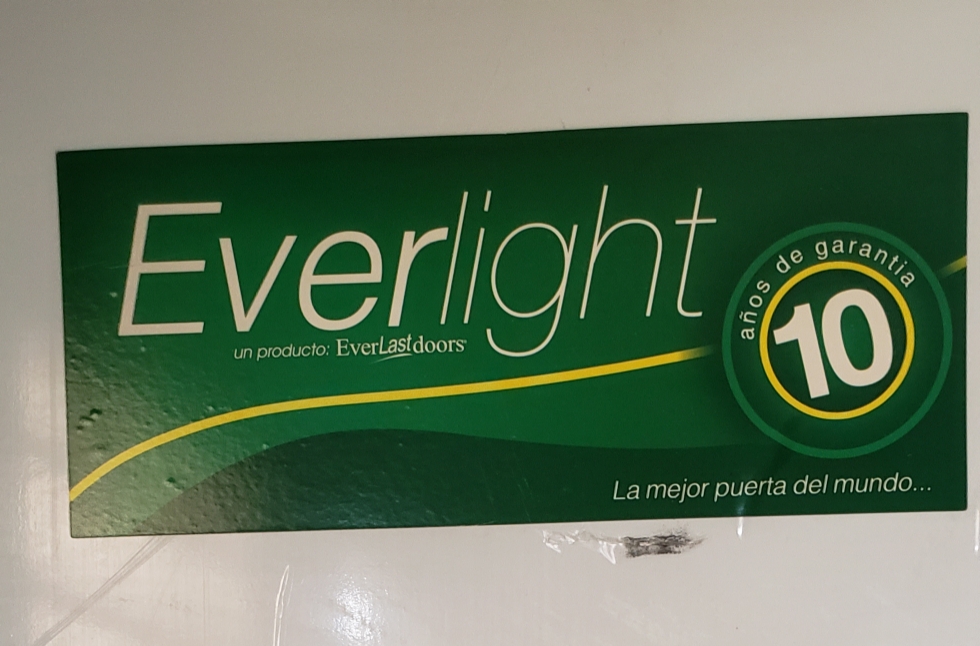 Everlight
un producto: EverLastdoors
años de garantia
10
La mejor puerta del mundo...